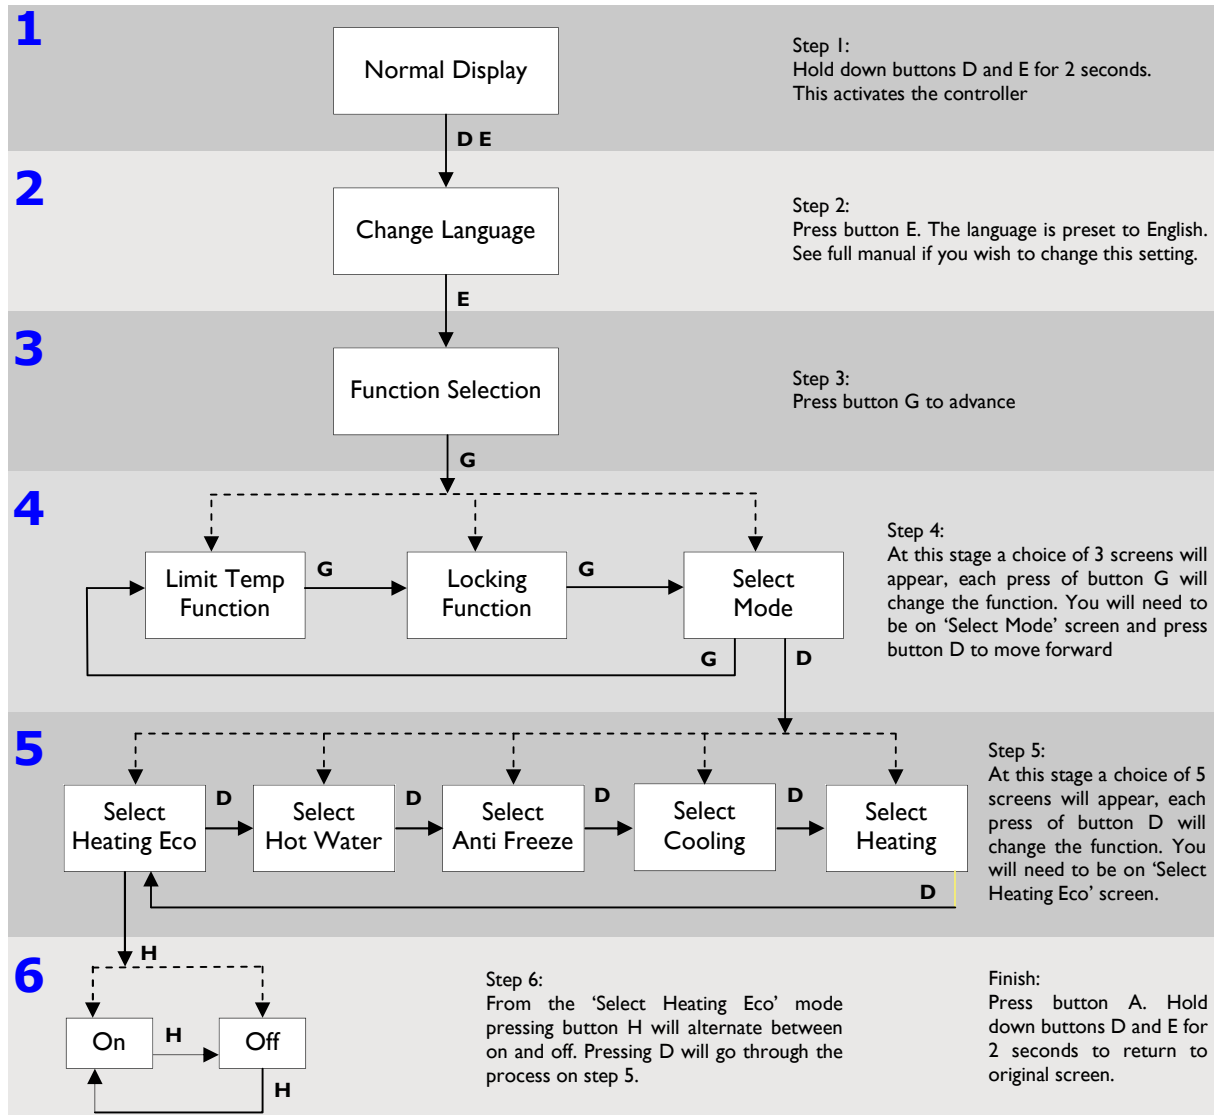 1
Normal Display
Step 1:
Hold down buttons D and E for 2 seconds.
This activates the controller
D E
2
Change Language
Step 2:
Press button E. The language is preset to English.
See full manual if you wish to change this setting.
E
3
Function Selection
Step 3:
Press button G to advance
G
4
Limit Temp
Function
G
Locking
Function
G
Select
Mode
G
D
Step 4:
At this stage a choice of 3 screens will
appear, each press of button G will
change the function. You will need to
be on ‘Select Mode’ screen and press
button D to move forward
5
Select
Heating Eco
D
Select
Hot Water
D
Select
Anti Freeze
D
Select
Cooling
D
Select
Heating
D
Step 5:
At this stage a choice of 5
screens will appear, each
press of button D will
change the function. You
will need to be on ‘Select
Heating Eco’ screen.
H
6
On
H
Off
H
Step 6:
From the ‘Select Heating Eco’ mode
pressing button H will alternate between
on and off. Pressing D will go through the
process on step 5.
Finish:
Press button A. Hold
down buttons D and E for
2 seconds to return to
original screen.